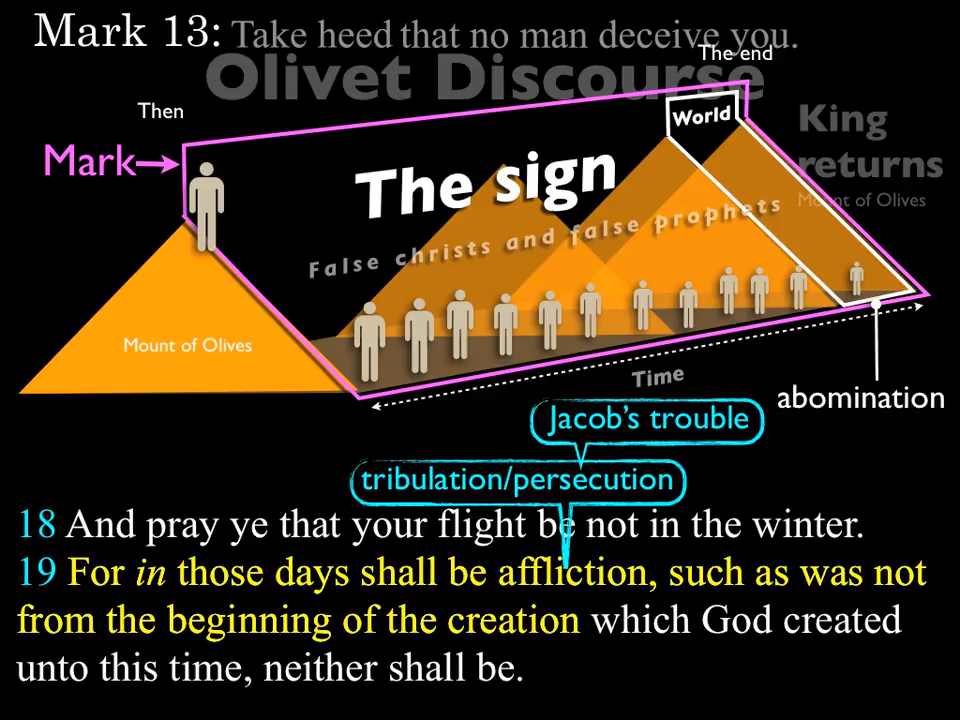 Mark 13: Take heed that no man deceive you.
Olivet Discourse
The end
Then
World
King
returns
Mount of Olives
Mark
The sign
False christs and false prophets
Mount of Olives
Time
abomination
Jacob's trouble
tribulation/persecution
18 And pray ye that your flight be not in the winter.
19 For in those days shall be affliction, such as was not
from the beginning of the creation which God created
unto this time, neither shall be.